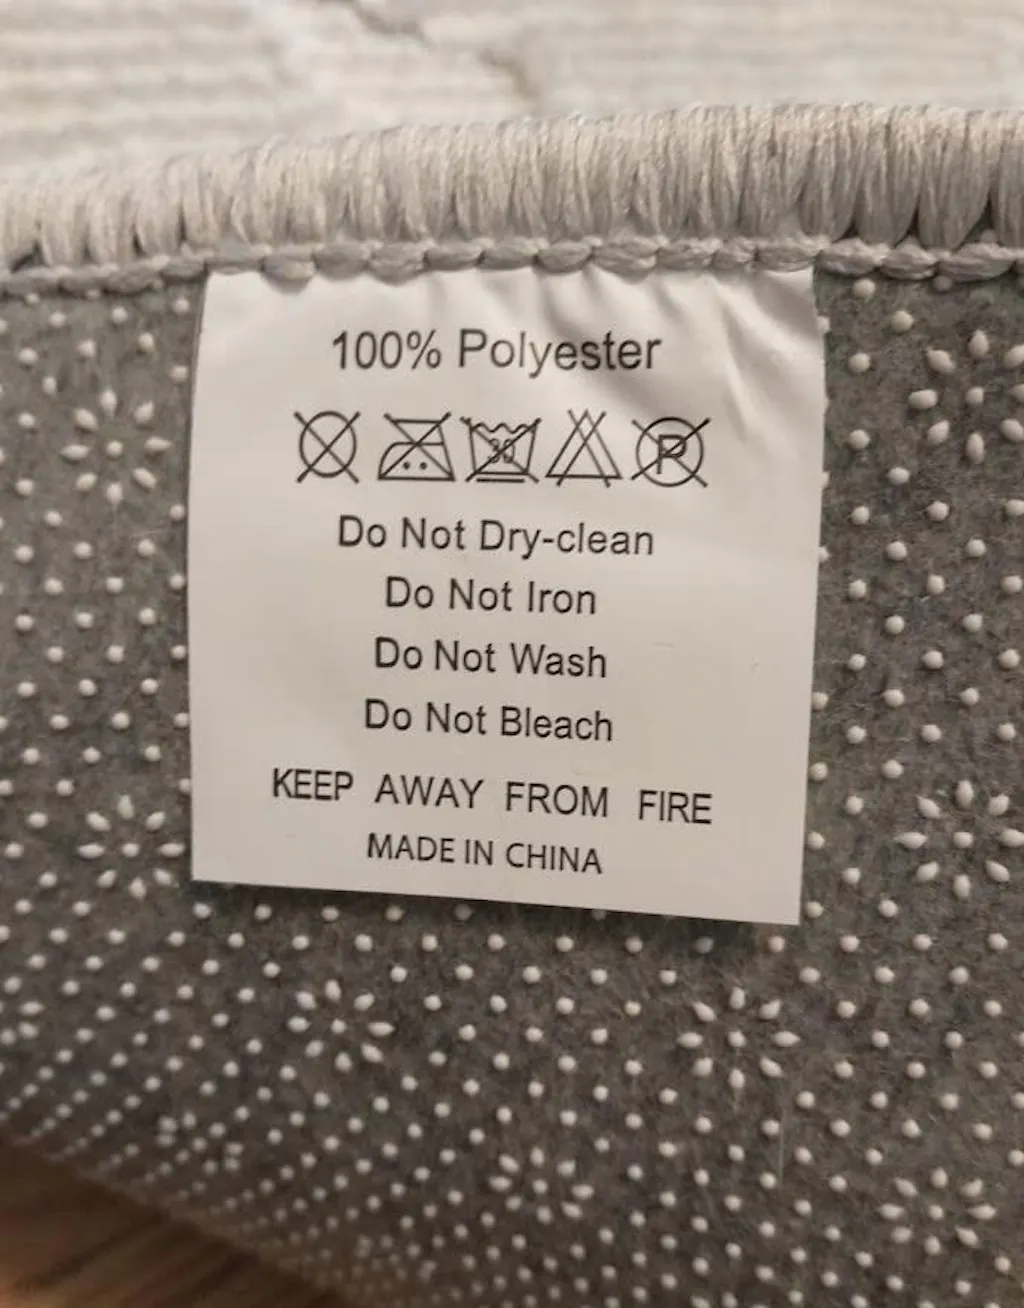 100% Polyester
30 P
Do Not Dry-clean
Do Not Iron
Do Not Wash
Do Not Bleach
KEEP AWAY FROM FIRE
MADE IN CHINA